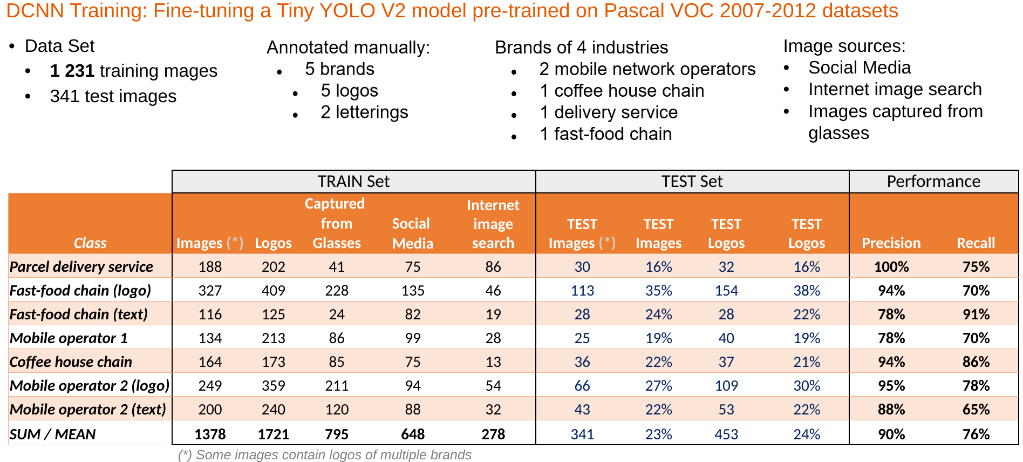 DCNN Training: Fine-tuning a Tiny YOLO V2 model pre-trained on Pascal VOC 2007-2012 datasets
• Data Set
• 1 231 training mages
• 341 test images
Annotated manually:
• 5 brands
• 5 logos
• 2 letterings
Brands of 4 industries
• 2 mobile network operators
• 1 coffee house chain
• 1 delivery service
• 1 fast-food chain
Image sources:
• Social Media
• Internet image search
• Images captured from
glasses
TRAIN Set TEST Set Performance
Class Images (*) Logos Captured from Glasses Social Media Internet image search TEST Images (*) TEST Images TEST Logos TEST Logos Precision Recall
Parcel delivery service 188 202 41 75 86 30 16% 32 16% 100% 75%
Fast-food chain (logo) 327 409 228 135 46 113 35% 154 38% 94% 70%
Fast-food chain (text) 116 125 24 82 19 28 24% 28 22% 78% 91%
Mobile operator 1 134 213 86 99 28 25 19% 40 19% 78% 70%
Coffee house chain 164 173 85 75 13 36 22% 37 21% 94% 86%
Mobile operator 2 (logo) 249 359 211 94 54 66 27% 109 30% 95% 78%
Mobile operator 2 (text) 200 240 120 88 32 43 22% 53 22% 88% 65%
SUM / MEAN 1378 1721 795 648 278 341 23% 453 24% 90% 76%
(*) Some images contain logos of multiple brands